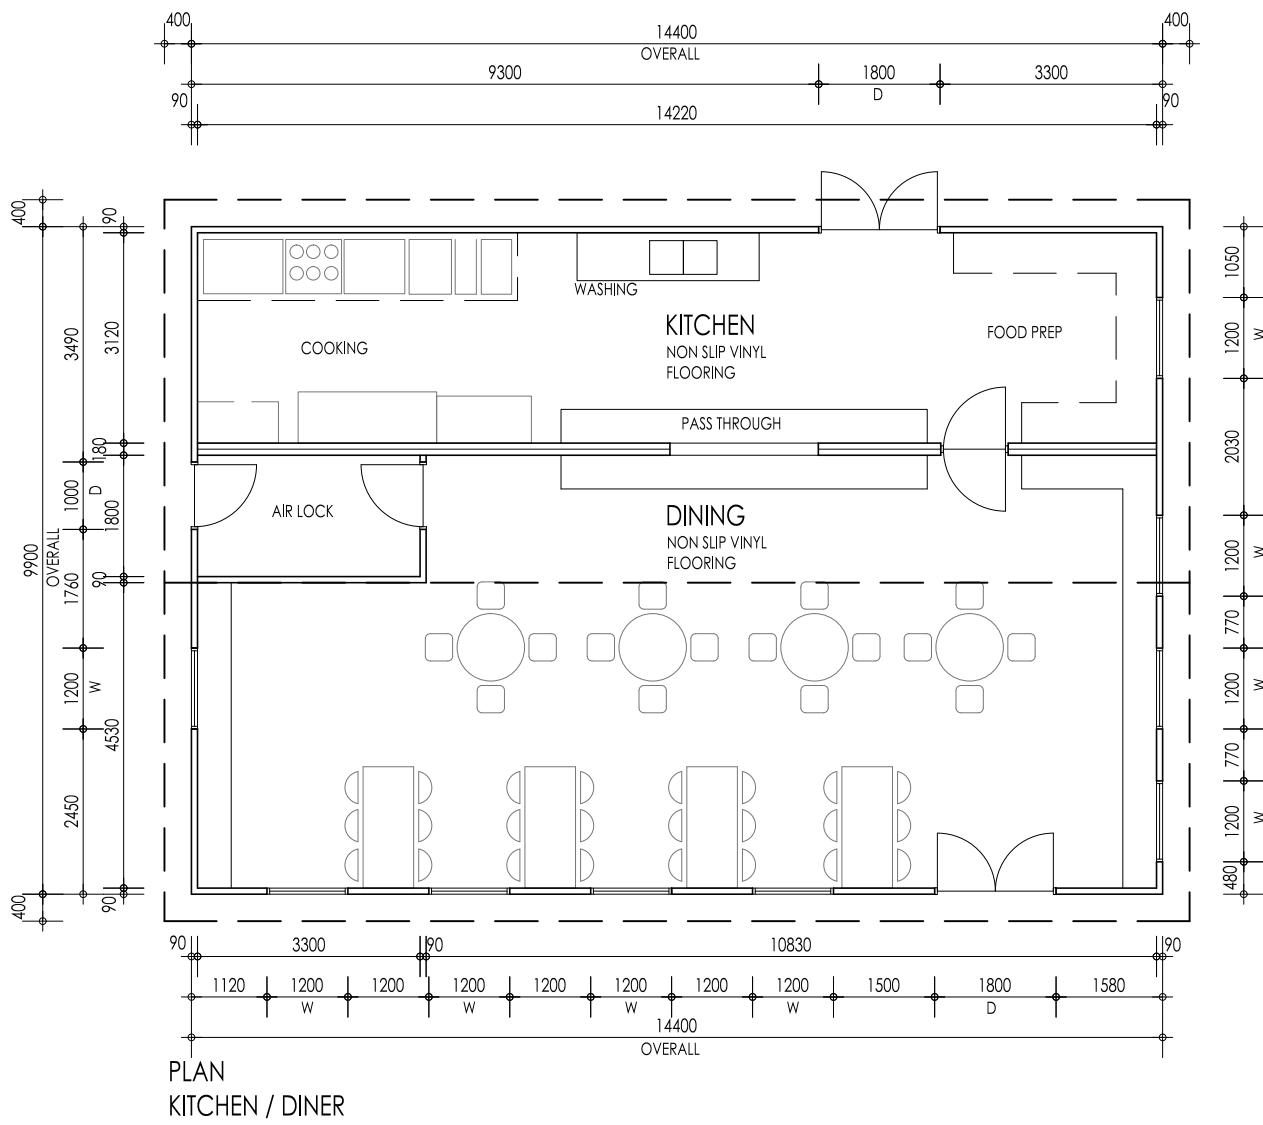 400
14400
400
OVERALL
9300
1800
3300
D
90
14220
90
400
90
3490
3120
180
1000
D
1800
9900
OVERALL
1760
90
1200
W
4530
2450
400
90
WASHING
COOKING
KITCHEN
NON SLIP VINYL
FLOORING
FOOD PREP
PASS THROUGH
AIR LOCK
DINING
NON SLIP VINYL
FLOORING
1050
1200
W
2030
1200
W
770
1200
W
770
1200
W
480
90
3300
90
10830
90
1120
1200
1200
1200
1200
1200
1200
1200
1500
1800
1580
W
W
W
W
D
14400
OVERALL
PLAN
KITCHEN / DINER